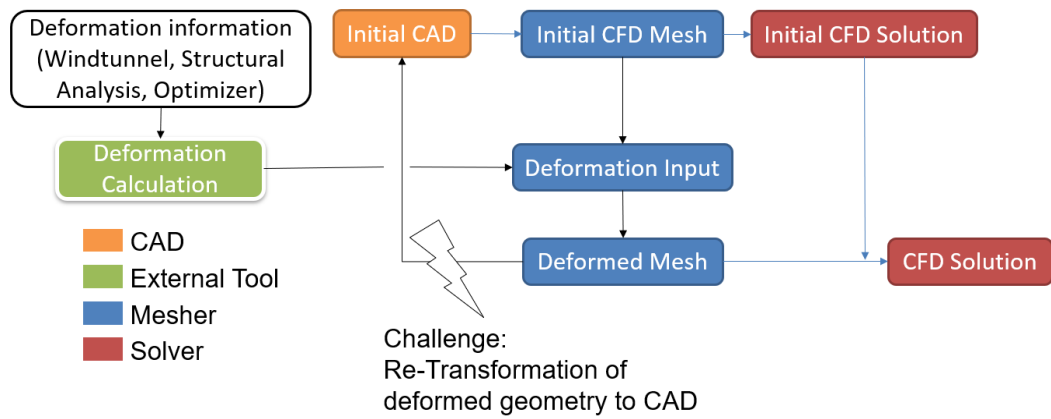 Deformation information
(Windtunnel, Structural
Analysis, Optimizer)
Initial CAD
Initial CFD Mesh
Initial CFD Solution
Deformation
Calculation
Deformation Input
Deformed Mesh
CFD Solution
CAD
External Tool
Mesher
Solver
Challenge:
Re-Transformation of
deformed geometry to CAD